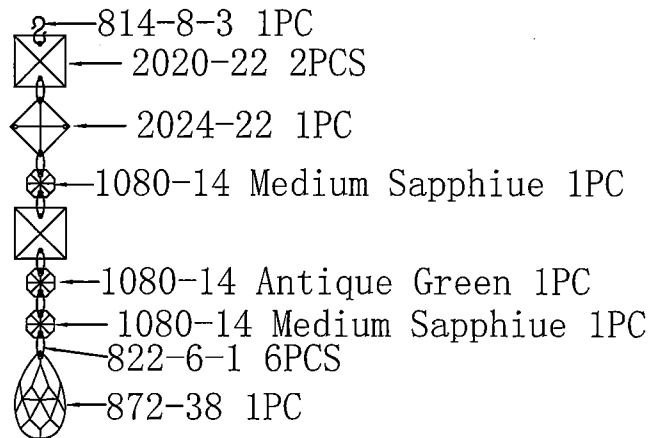 814-8-3 1PC
2020-22 2PCS
2024-22 1PC
1080-14 Medium Sapphiue 1PC
1080-14 Antique Green 1PC
1080-14 Medium Sapphiue 1PC
822-6-1 6PCS
872-38 1PC